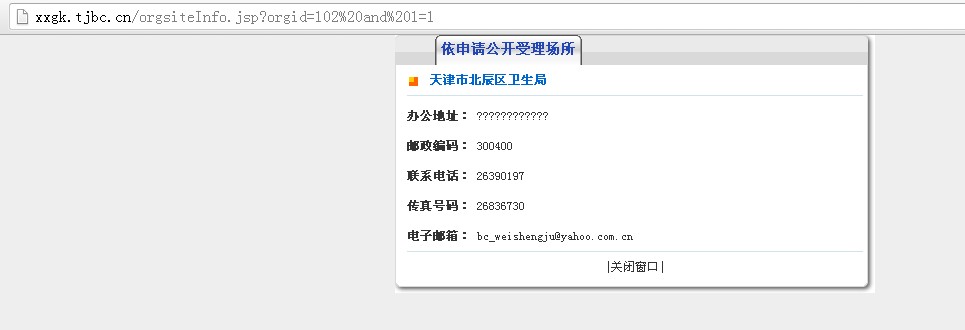 xxgk.tjbc.cn/orgsiteInfo.jsp?orgid=102%20and%201=1
依申请公开受理场所
天津市北辰区卫生局
办公地址： ????????????
邮政编码： 300400
联系电话： 26390197
传真号码： 26836730
电子邮箱： bc_weishengju@yahoo.com.cn
|关闭窗口|